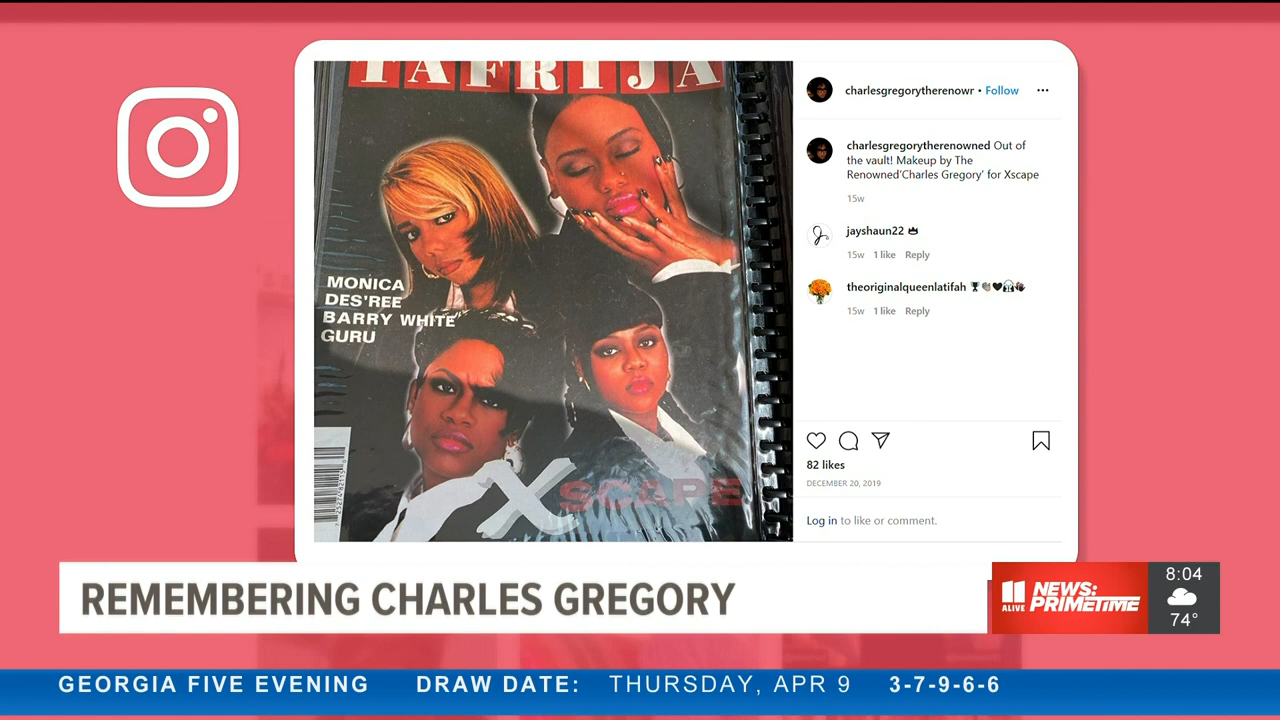 TAFRIJA
MONICA
DES'REE
BARRY WHITE
GURU
XSCAPE
charlesgregorytherenowr • Follow
charlesgregorytherenowned Out of
the vault! Makeup by The
Renowned'Charles Gregory' for Xscape
15w
jayshaun22
15w 1 like Reply
theoriginalqueenlatifah
15w 1 like Reply
82 likes
DECEMBER 20, 2019
Log in to like or comment.
REMEMBERING CHARLES GREGORY
11 ALIVE
NEWS:
PRIMETIME
8:04
74°
GEORGIA FIVE EVENING DRAW DATE: THURSDAY, APR 9 3-7-9-6-6